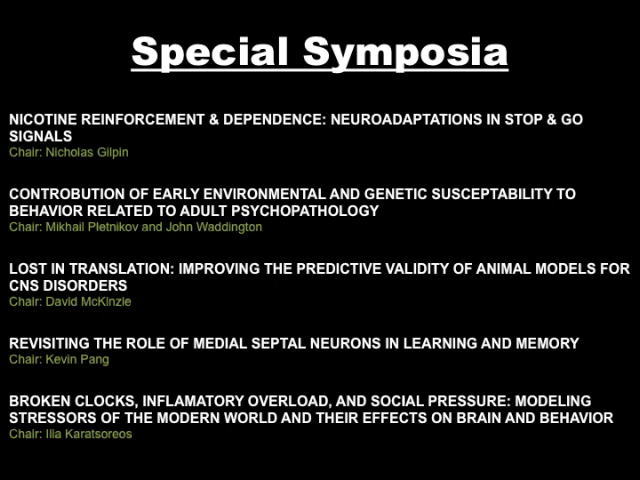 Special Symposia
NICOTINE REINFORCEMENT & DEPENDENCE: NEUROADAPTATIONS IN STOP & GO
SIGNALS
Chair: Nicholas Gilpin
CONTROBUTION OF EARLY ENVIRONMENTAL AND GENETIC SUSCEPTABILITY TO
BEHAVIOR RELATED TO ADULT PSYCHOPATHOLOGY
Chair: Mikhail Pletnikov and John Waddington
LOST IN TRANSLATION: IMPROVING THE PREDICTIVE VALIDITY OF ANIMAL MODELS FOR
CNS DISORDERS
Chair: David McKinzie
REVISITING THE ROLE OF MEDIAL SEPTAL NEURONS IN LEARNING AND MEMORY
Chair: Kevin Pang
BROKEN CLOCKS, INFLAMATORY OVERLOAD, AND SOCIAL PRESSURE: MODELING
STRESSORS OF THE MODERN WORLD AND THEIR EFFECTS ON BRAIN AND BEHAVIOR
Chair: Ilia Karatsoreos